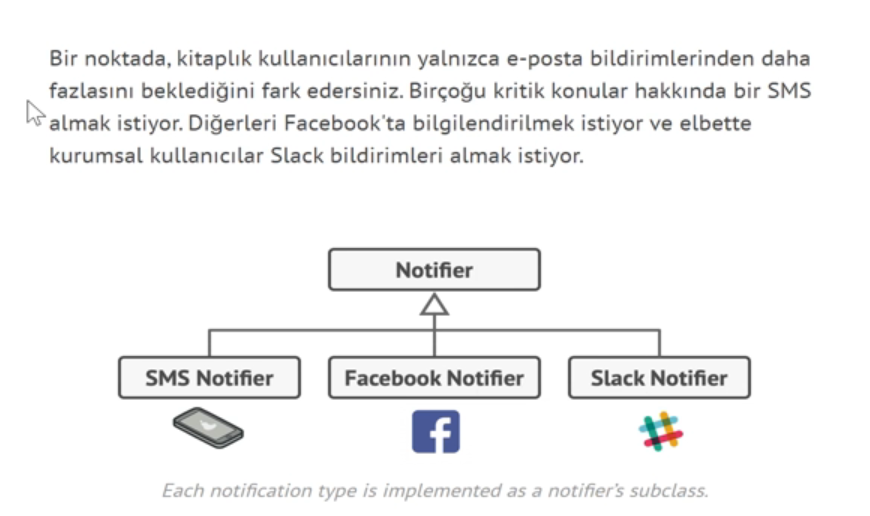 Bir noktada, kitaplık kullanıcılarının yalnızca e-posta bildirimlerinden daha
fazlasını beklediğini fark edersiniz. Birçoğu kritik konular hakkında bir SMS
almak istiyor. Diğerleri Facebook'ta bilgilendirilmek istiyor ve elbette
kurumsal kullanıcılar Slack bildirimleri almak istiyor.
Notifier
SMS Notifier
Facebook Notifier
Slack Notifier
Each notification type is implemented as a notifier's subclass.